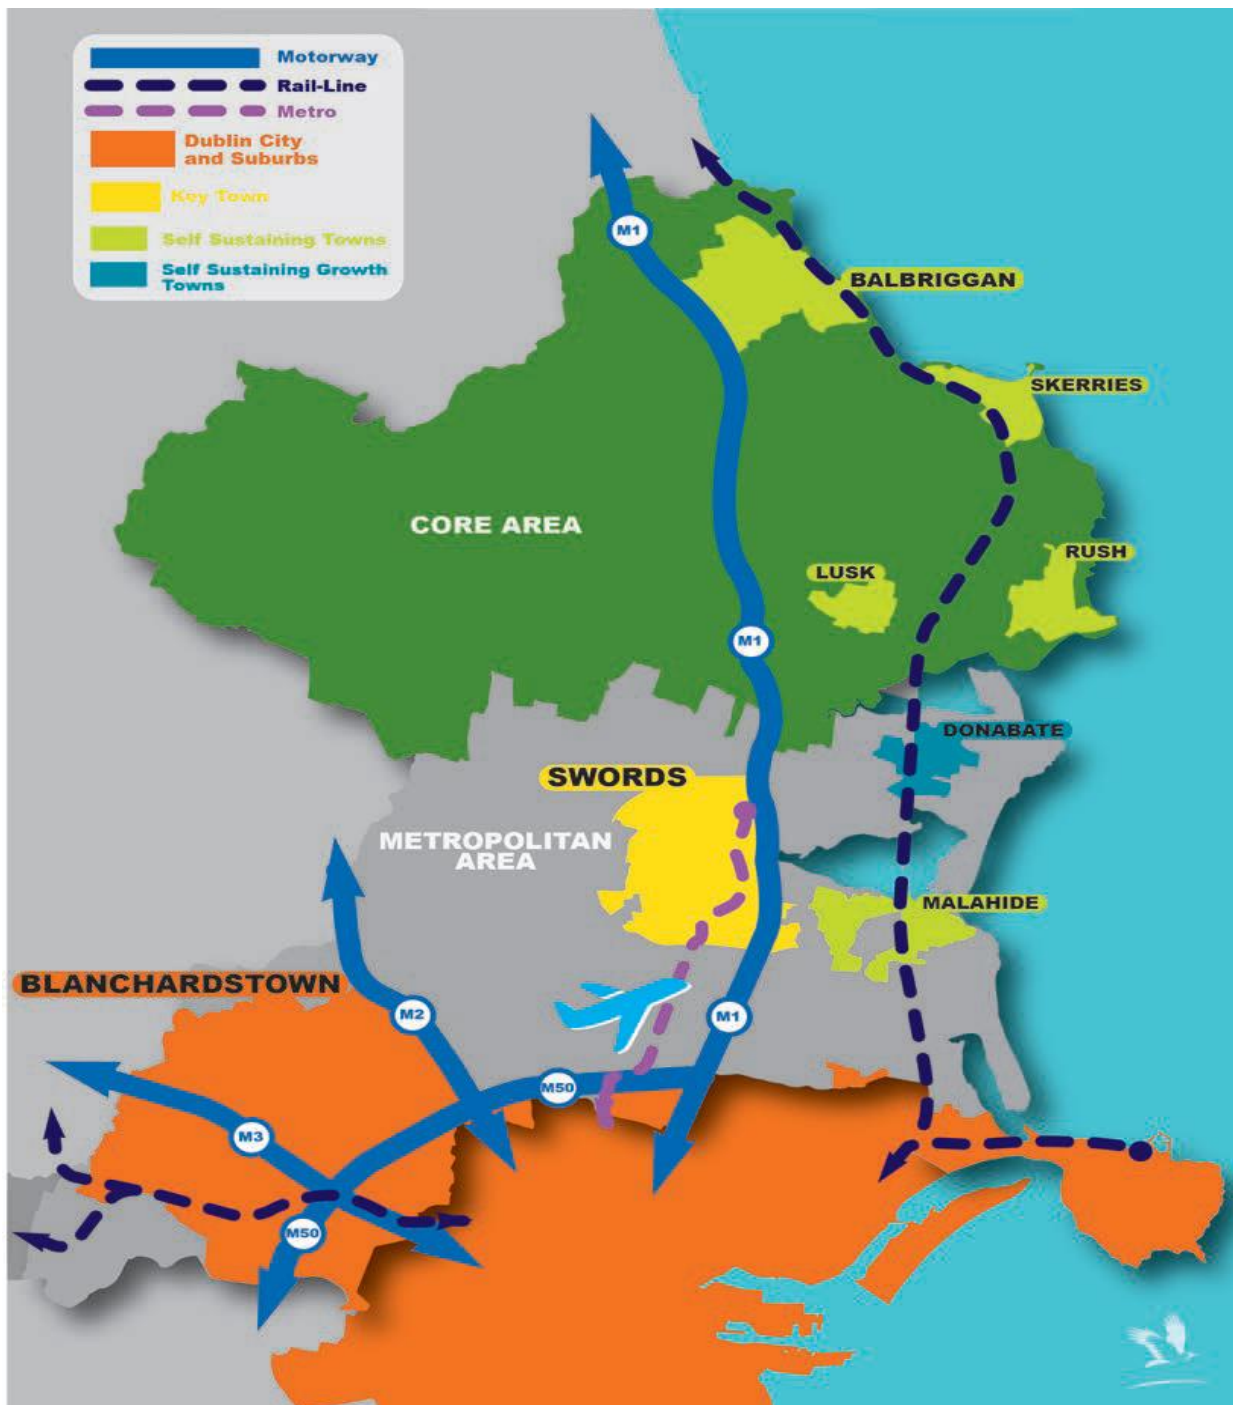 Motorway
Rail-Line
Metro
Dublin City
and Suburbs
Key Town
Self Sustaining Towns
Self Sustaining Growth
Towns
M1
BALBRIGGAN
SKERRIES
CORE AREA
RUSH
LUSK
M1
DONABATE
SWORDS
METROPOLITAN
AREA
MALAHIDE
BLANCHARDSTOWN
M2
M1
M50
M3
M50